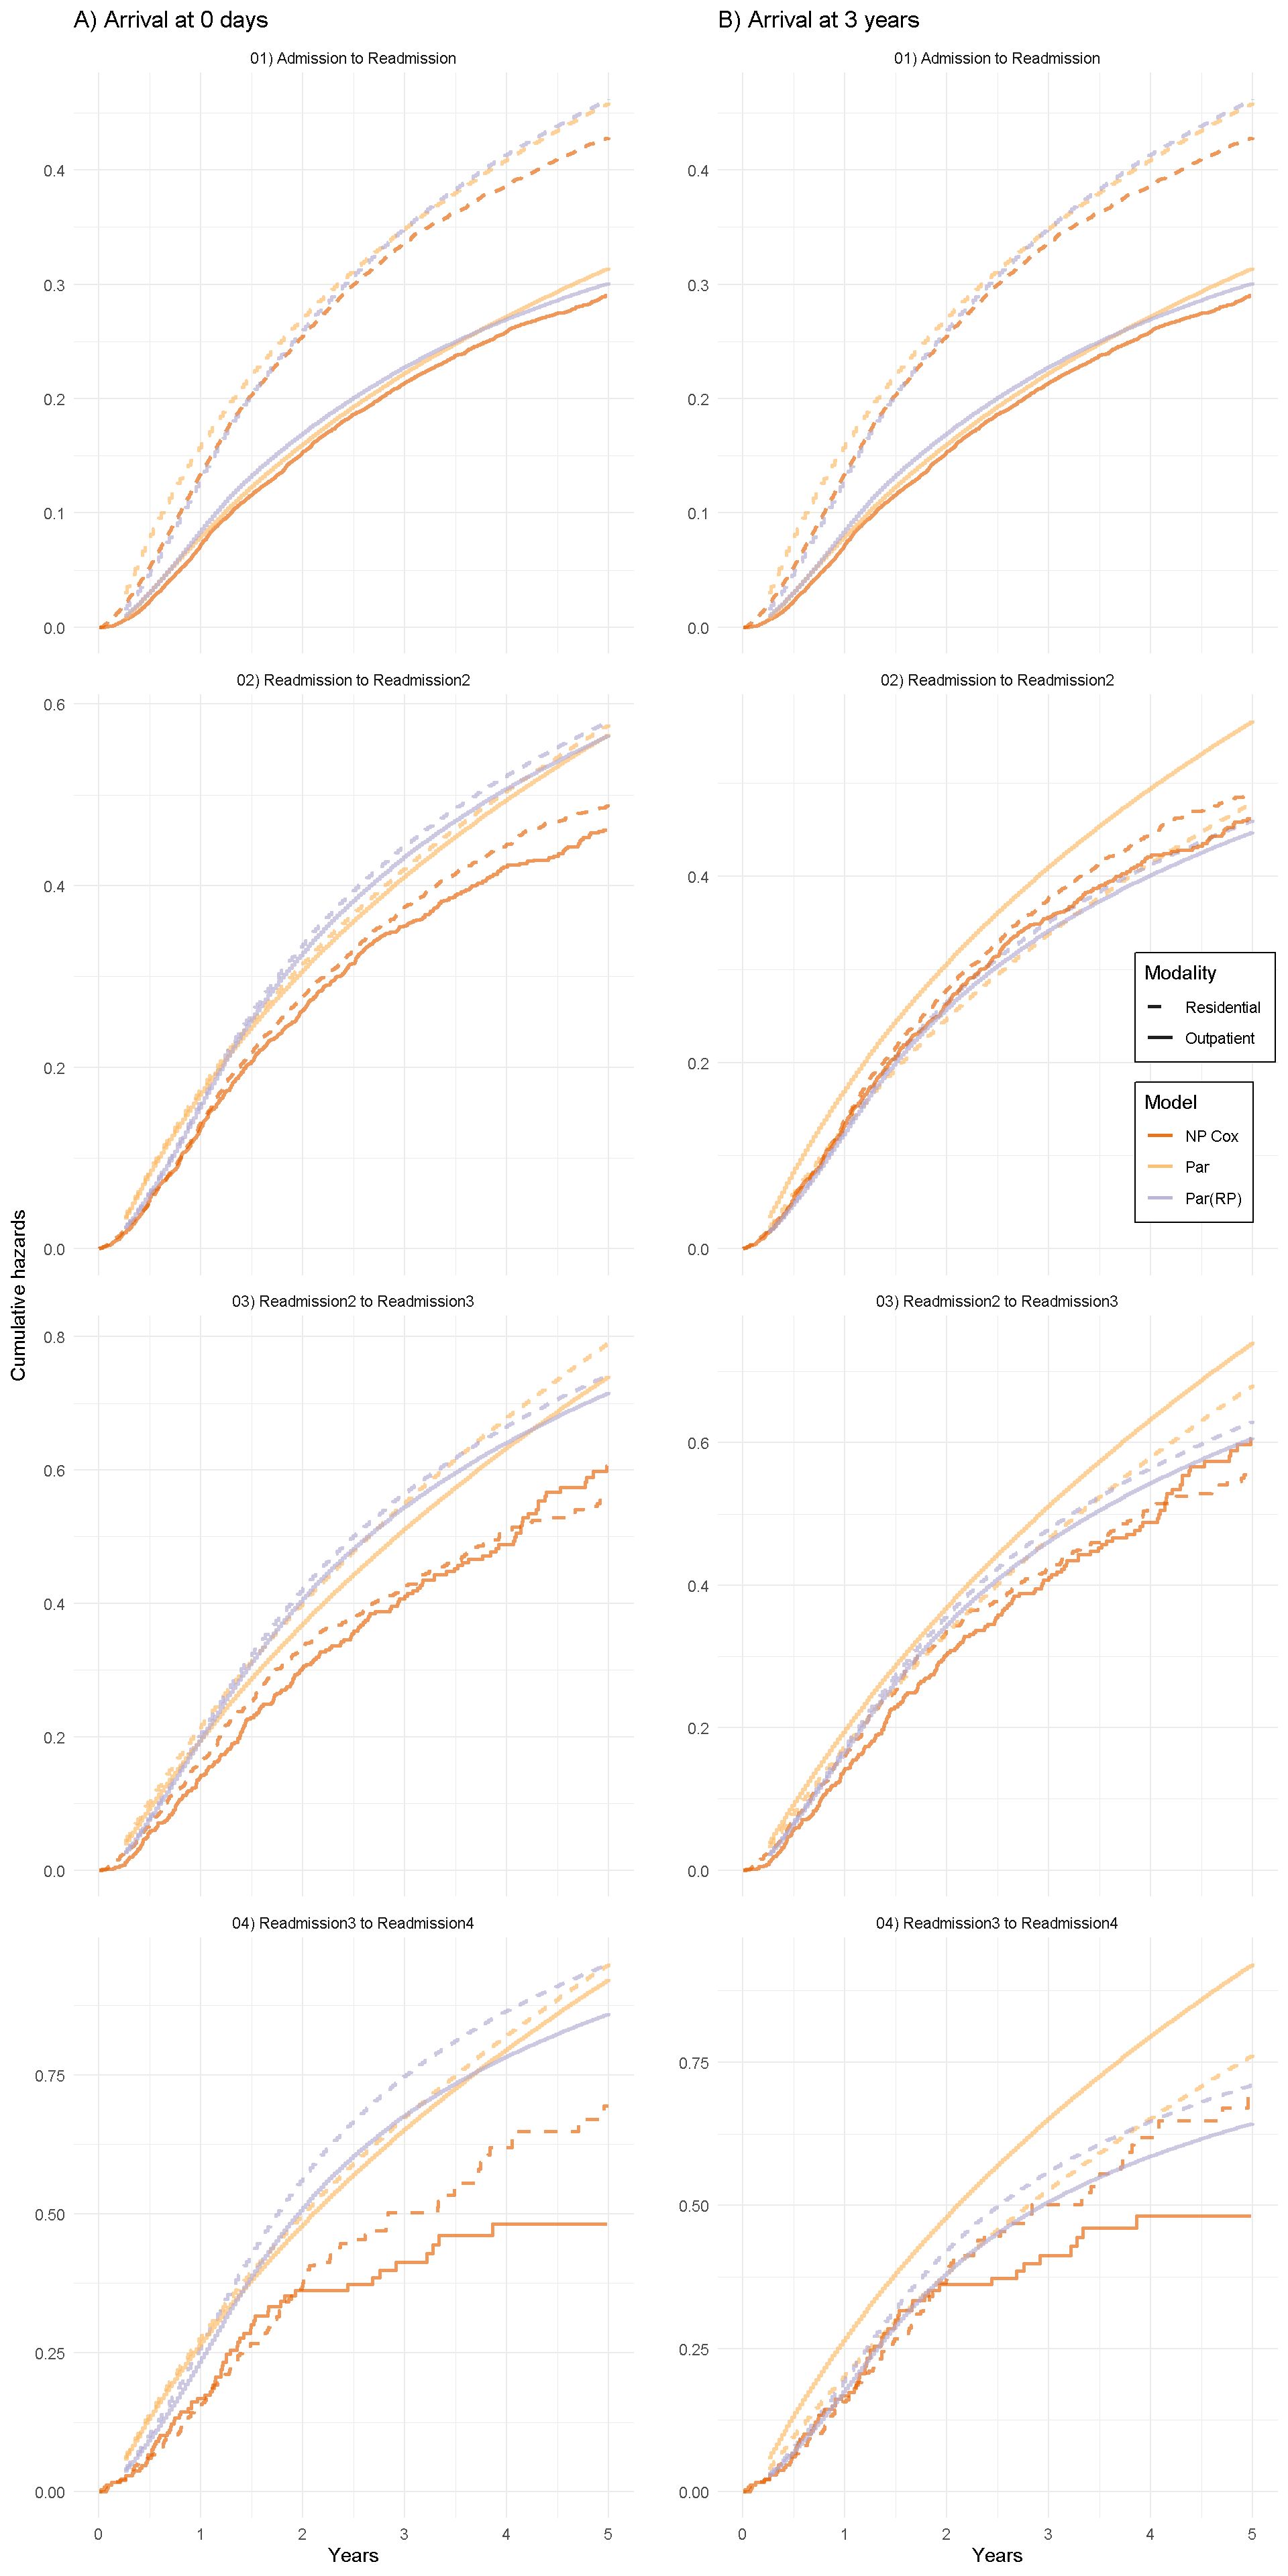 A) Arrival at 0 days
B) Arrival at 3 years
01) Admission to Readmission
0.4
0.3
0.2
0.1
0.0
01) Admission to Readmission
0.4
0.3
0.2
0.1
0.0
02) Readmission to Readmission2
0.6
0.4
0.2
0.0
02) Readmission to Readmission2
0.4
0.2
0.0
Modality
Residential
Outpatient
Model
NP Cox
Par
Par(RP)
Cumulative hazards
03) Readmission2 to Readmission3
0.8
0.6
0.4
0.2
0.0
03) Readmission2 to Readmission3
0.6
0.4
0.2
0.0
04) Readmission3 to Readmission4
0.75
0.50
0.25
0.00
0 1 2 3 4 5
Years
04) Readmission3 to Readmission4
0.75
0.50
0.25
0.00
0 1 2 3 4 5
Years